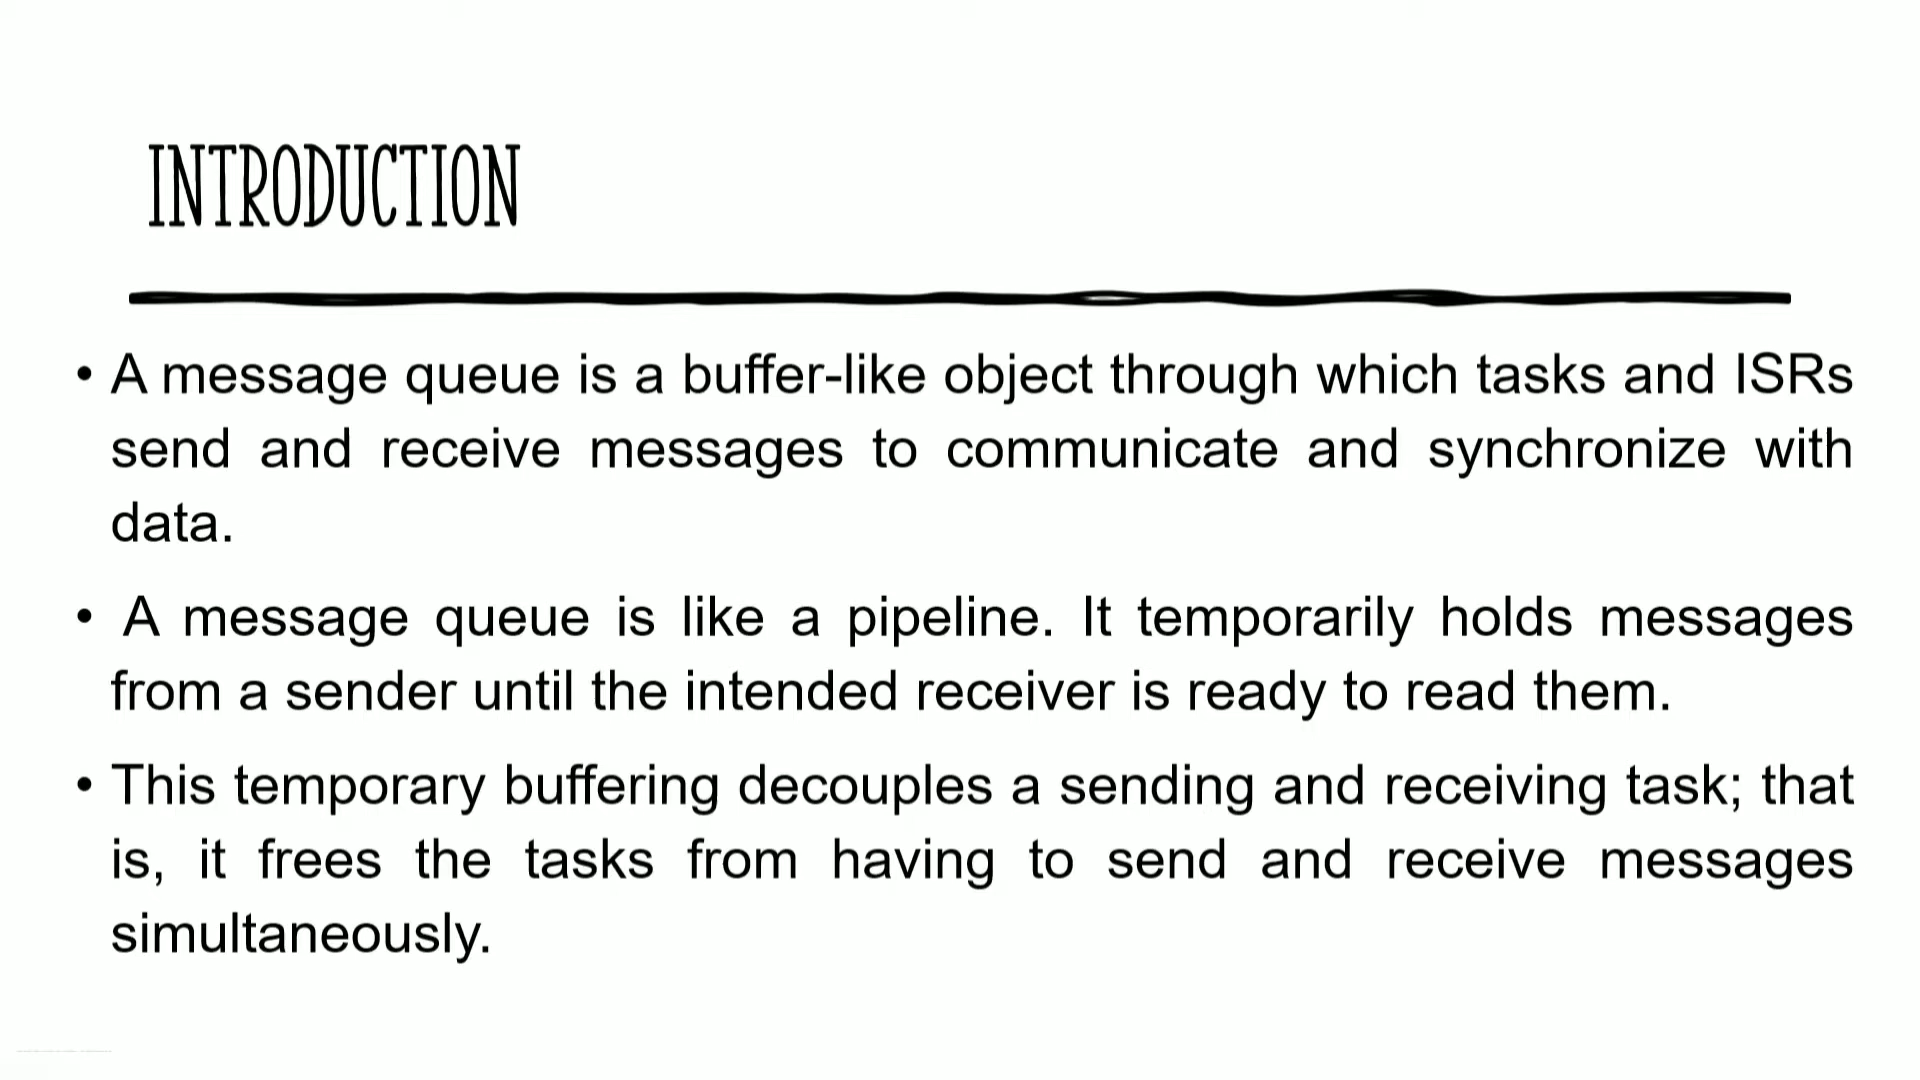 INTRODUCTION
• A message queue is a buffer-like object through which tasks and ISRs
send and receive messages to communicate and synchronize with
data.
• A message queue is like a pipeline. It temporarily holds messages
from a sender until the intended receiver is ready to read them.
• This temporary buffering decouples a sending and receiving task; that
is, it frees the tasks from having to send and receive messages
simultaneously.